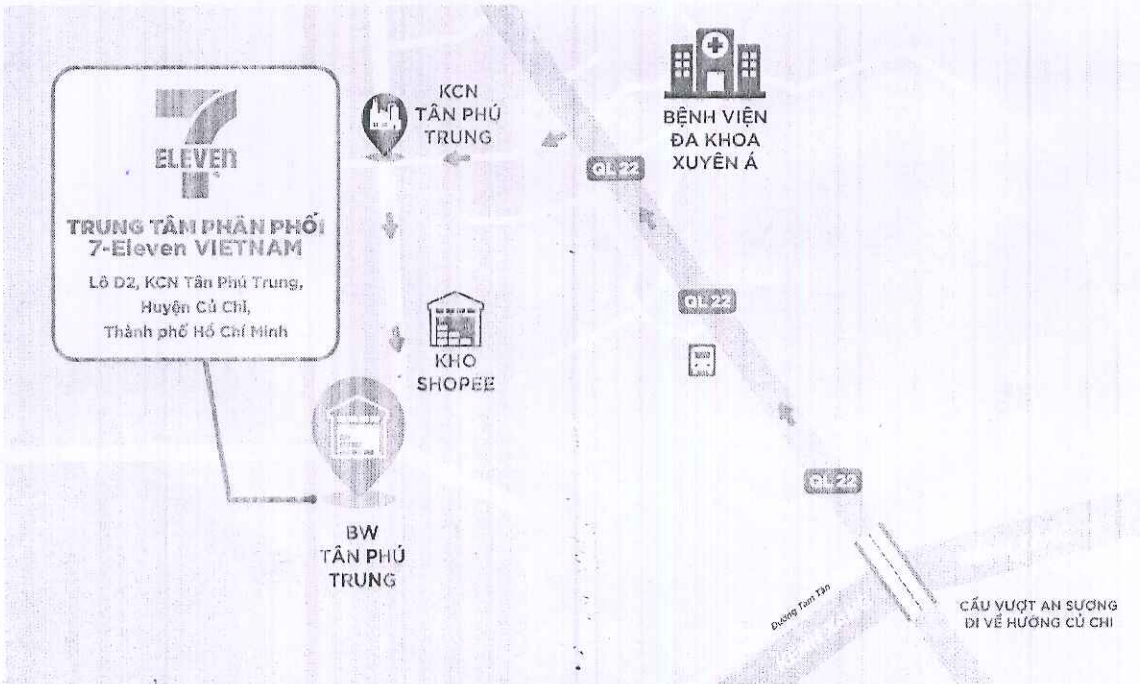 7
ELEVEN
TRUNG TÂM PHÂN PHỐI
7-Eleven VIETNAM
Lô D2, KCN Tân Phú Trung,
Huyện Củ Chi,
Thành phố Hồ Chí Minh
KCN
TÂN PHÚ
TRUNG
BỆNH VIỆN
ĐA KHOA
XUYÊN Á
QL 22
QL 22
KHO
SHOPEE
QL 22
BW
TÂN PHÚ
TRUNG
Đường Tam Tân
CẦU VƯỢT AN SƯƠNG
ĐI VỀ HƯỚNG CỦ CHI